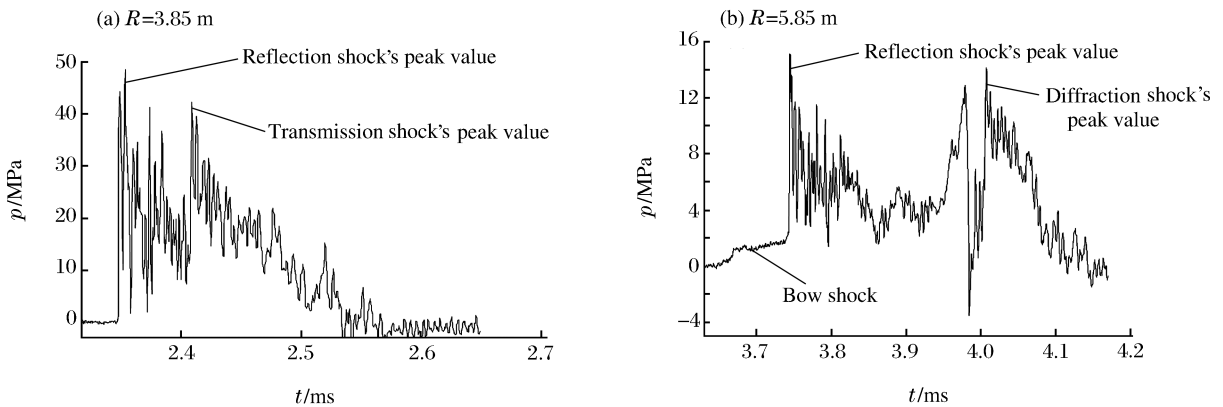 (a) R=3.85 m
50
40
30
20
10
0
p/MPa
Reflection shock's peak value
Transmission shock's peak value
2.4
2.5
2.6
2.7
t/ms
(b) R=5.85 m
16
12
8
4
0
−4
p/MPa
Reflection shock's peak value
Diffraction shock's
peak value
Bow shock
3.7
3.8
3.9
4.0
4.1
4.2
t/ms